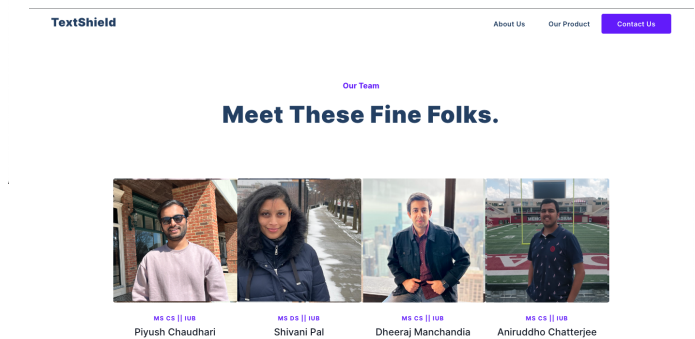 TextShield
About Us Our Product Contact Us
Our Team
Meet These Fine Folks.
MS CS || IUB MS DS || IUB MS CS || IUB MS CS || IUB
Piyush Chaudhari Shivani Pal Dheeraj Manchandia Aniruddho Chatterjee